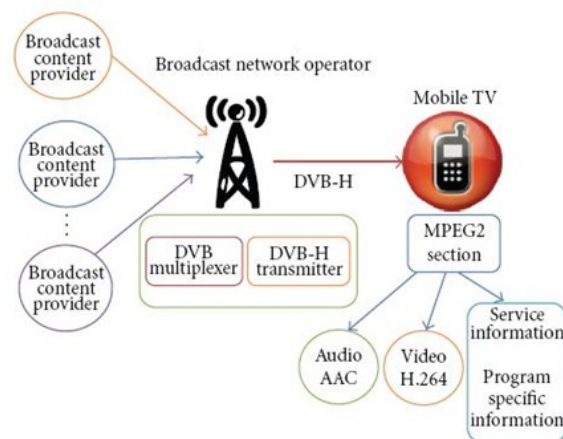 Broadcast
content
provider
Broadcast network operator
Mobile TV
Broadcast
content
provider
DVB-H
Broadcast
content
provider
DVB
multiplexer
DVB-H
transmitter
MPEG2
section
Audio
AAC
Video
H.264
Service
information
Program
specific
information